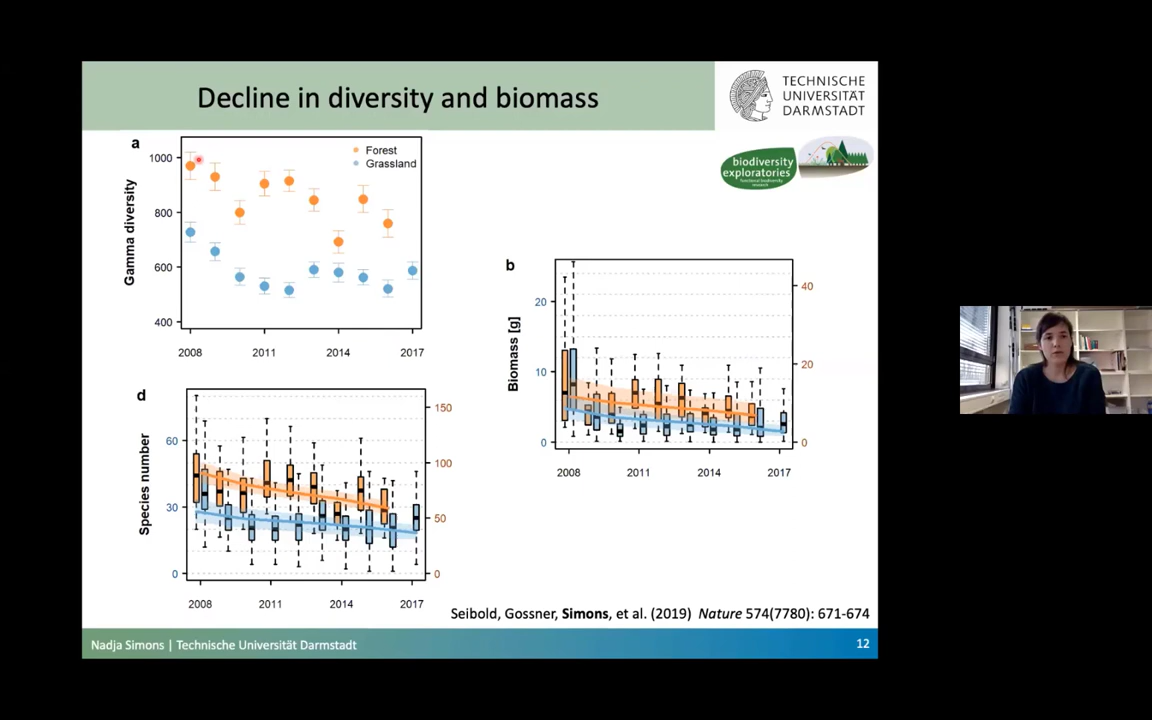 Decline in diversity and biomass
TECHNISCHE
UNIVERSITÄT
DARMSTADT
biodiversity
exploratories
a
Gamma diversity
1000
800
600
400
Forest
Grassland
2008
2011
2014
2017
b
Biomass [g]
20
10
0
40
20
0
2008
2011
2014
2017
d
Species number
60
30
0
150
100
50
0
2008
2011
2014
2017
Seibold, Gossner, Simons, et al. (2019) Nature 574(7780): 671-674
Nadja Simons | Technische Universität Darmstadt
12